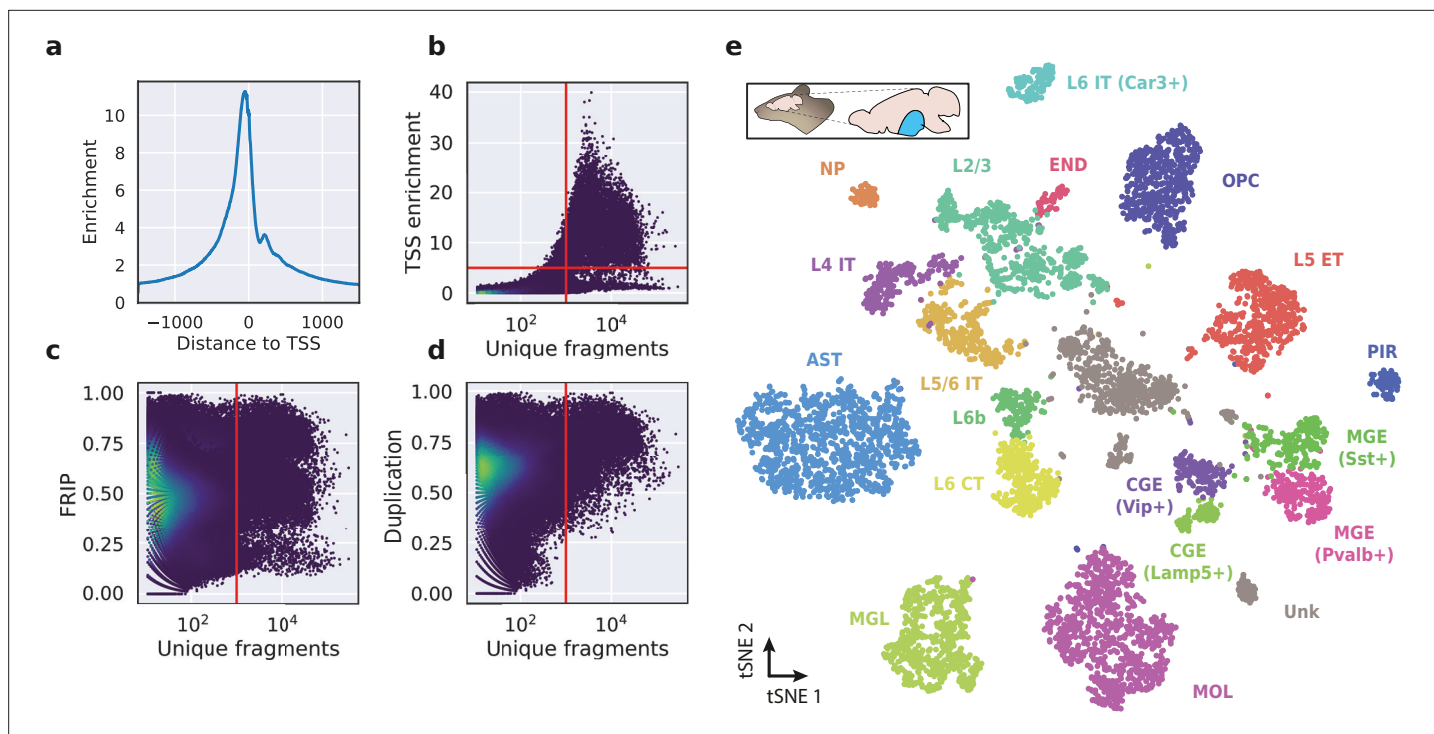 a
Enrichment
10
8
6
4
2
0
−1000
0
1000
Distance to TSS
b
TSS enrichment
40
30
20
10
0
10²
10⁴
Unique fragments
c
FRIP
1.00
0.75
0.50
0.25
0.00
10²
10⁴
Unique fragments
d
Duplication
1.00
0.75
0.50
0.25
0.00
10²
10⁴
Unique fragments
e
L6 IT (Car3+)
NP
L2/3
END
OPC
L4 IT
L5 ET
AST
L5/6 IT
PIR
L6b
MGE
(Sst+)
L6 CT
CGE
(Vip+)
MGE
(Pvalb+)
CGE
(Lamp5+)
Unk
MGL
MOL
tSNE 2
tSNE 1